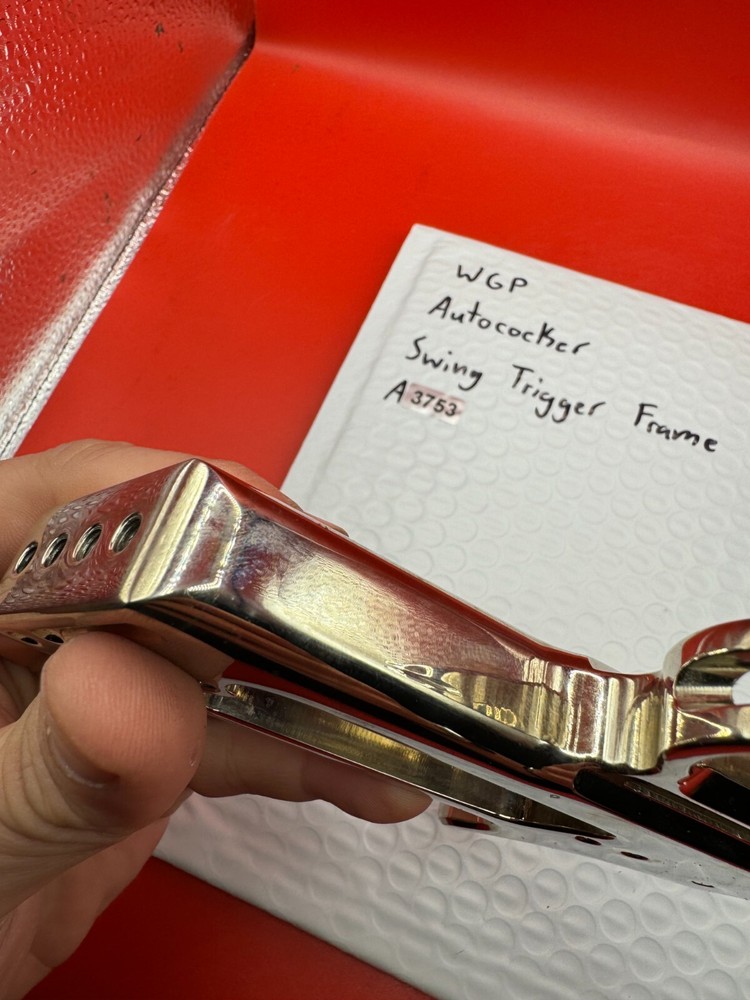 WGP
Autococker
Swing Trigger Frame
A 3753